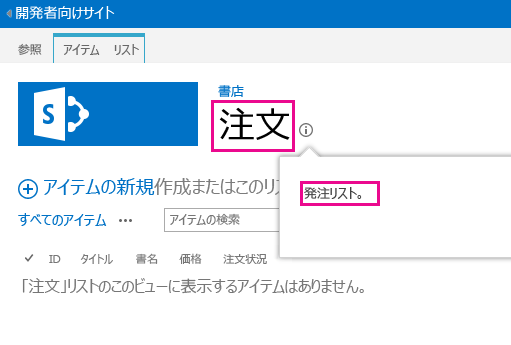 開発者向けサイト
参照 アイテム リスト
S
書店
注文
発注リスト。
アイテムの新規作成またはこのリ
すべてのアイテム ••• アイテムの検索
ID タイトル 書名 価格 注文状況
「注文」リストのこのビューに表示するアイテムはありません。